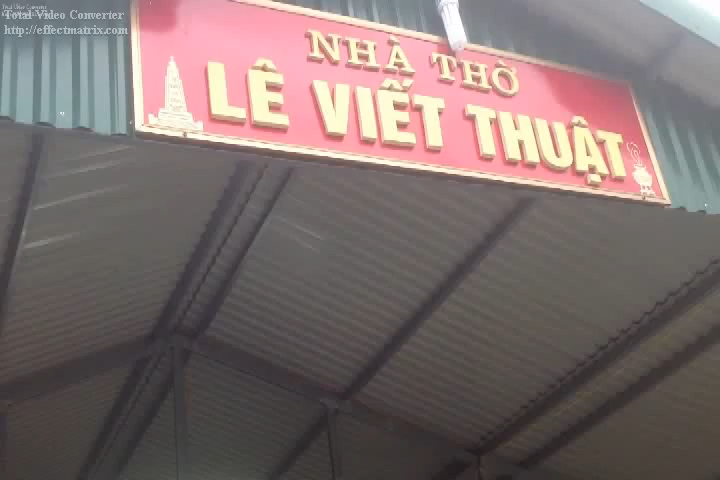 Total Video Converter
http://effectmatrix.com
NHÀ THỜ
LÊ VIẾT THUẬT